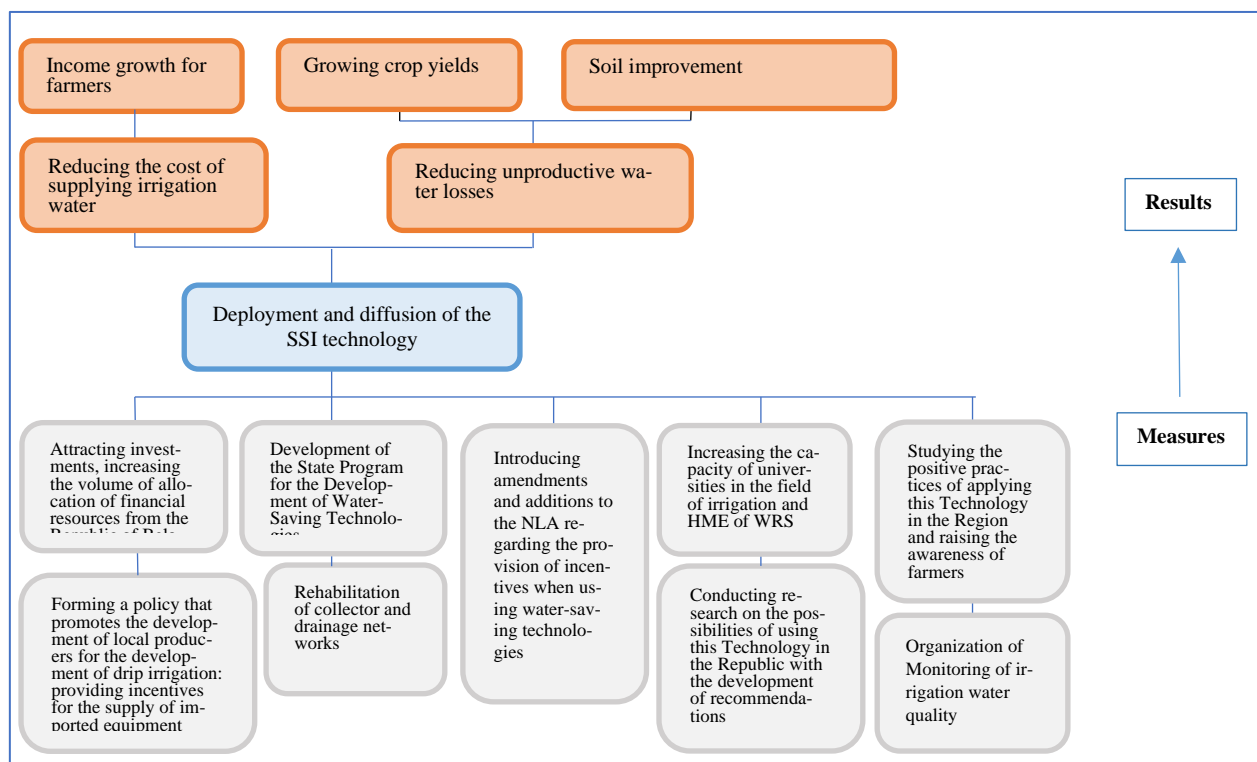 Income growth for
farmers
Growing crop yields
Soil improvement
Reducing the cost of
supplying irrigation
water
Reducing unproductive wa-
ter losses
Results
Deployment and diffusion of the
SSI technology
Measures
Attracting invest-
ments, increasing
the volume of allo-
cation of financial
resources from the
Development of
the State Program
for the Develop-
ment of Water-
Saving Technolo-
gies
Introducing
amendments
and additions to
the NLA re-
garding the pro-
vision of incen-
tives when us-
ing water-sav-
ing technolo-
gies
Increasing the ca-
pacity of univer-
sities in the field
of irrigation and
HME of WRS
Studying the
positive prac-
tices of applying
this Technology
in the Region
and raising the
awareness of
farmers
Forming a policy that
promotes the develop-
ment of local produc-
ers for the develop-
ment of drip irrigation:
providing incentives
for the supply of im-
ported equipment
Rehabilitation
of collector and
drainage net-
works
Conducting re-
search on the pos-
sibilities of using
this Technology in
the Republic with
the development
of recommenda-
tions
Organization of
Monitoring of ir-
rigation water
quality